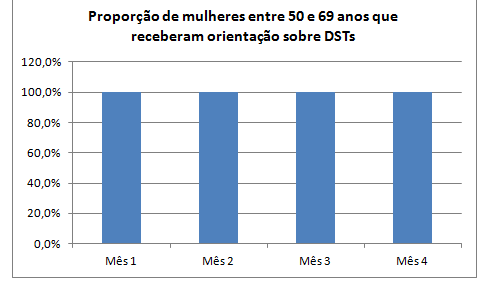 Proporção de mulheres entre 50 e 69 anos que
receberam orientação sobre DSTs
120,0%
100,0%
80,0%
60,0%
40,0%
20,0%
0,0%
Mês 1 Mês 2 Mês 3 Mês 4